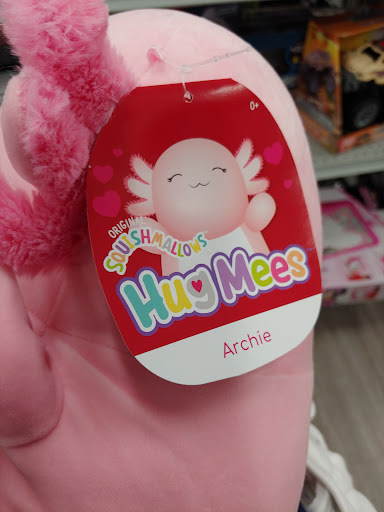 0+
ORIGINAL
SQUISHMALLOWS
Hug Mees
Archie